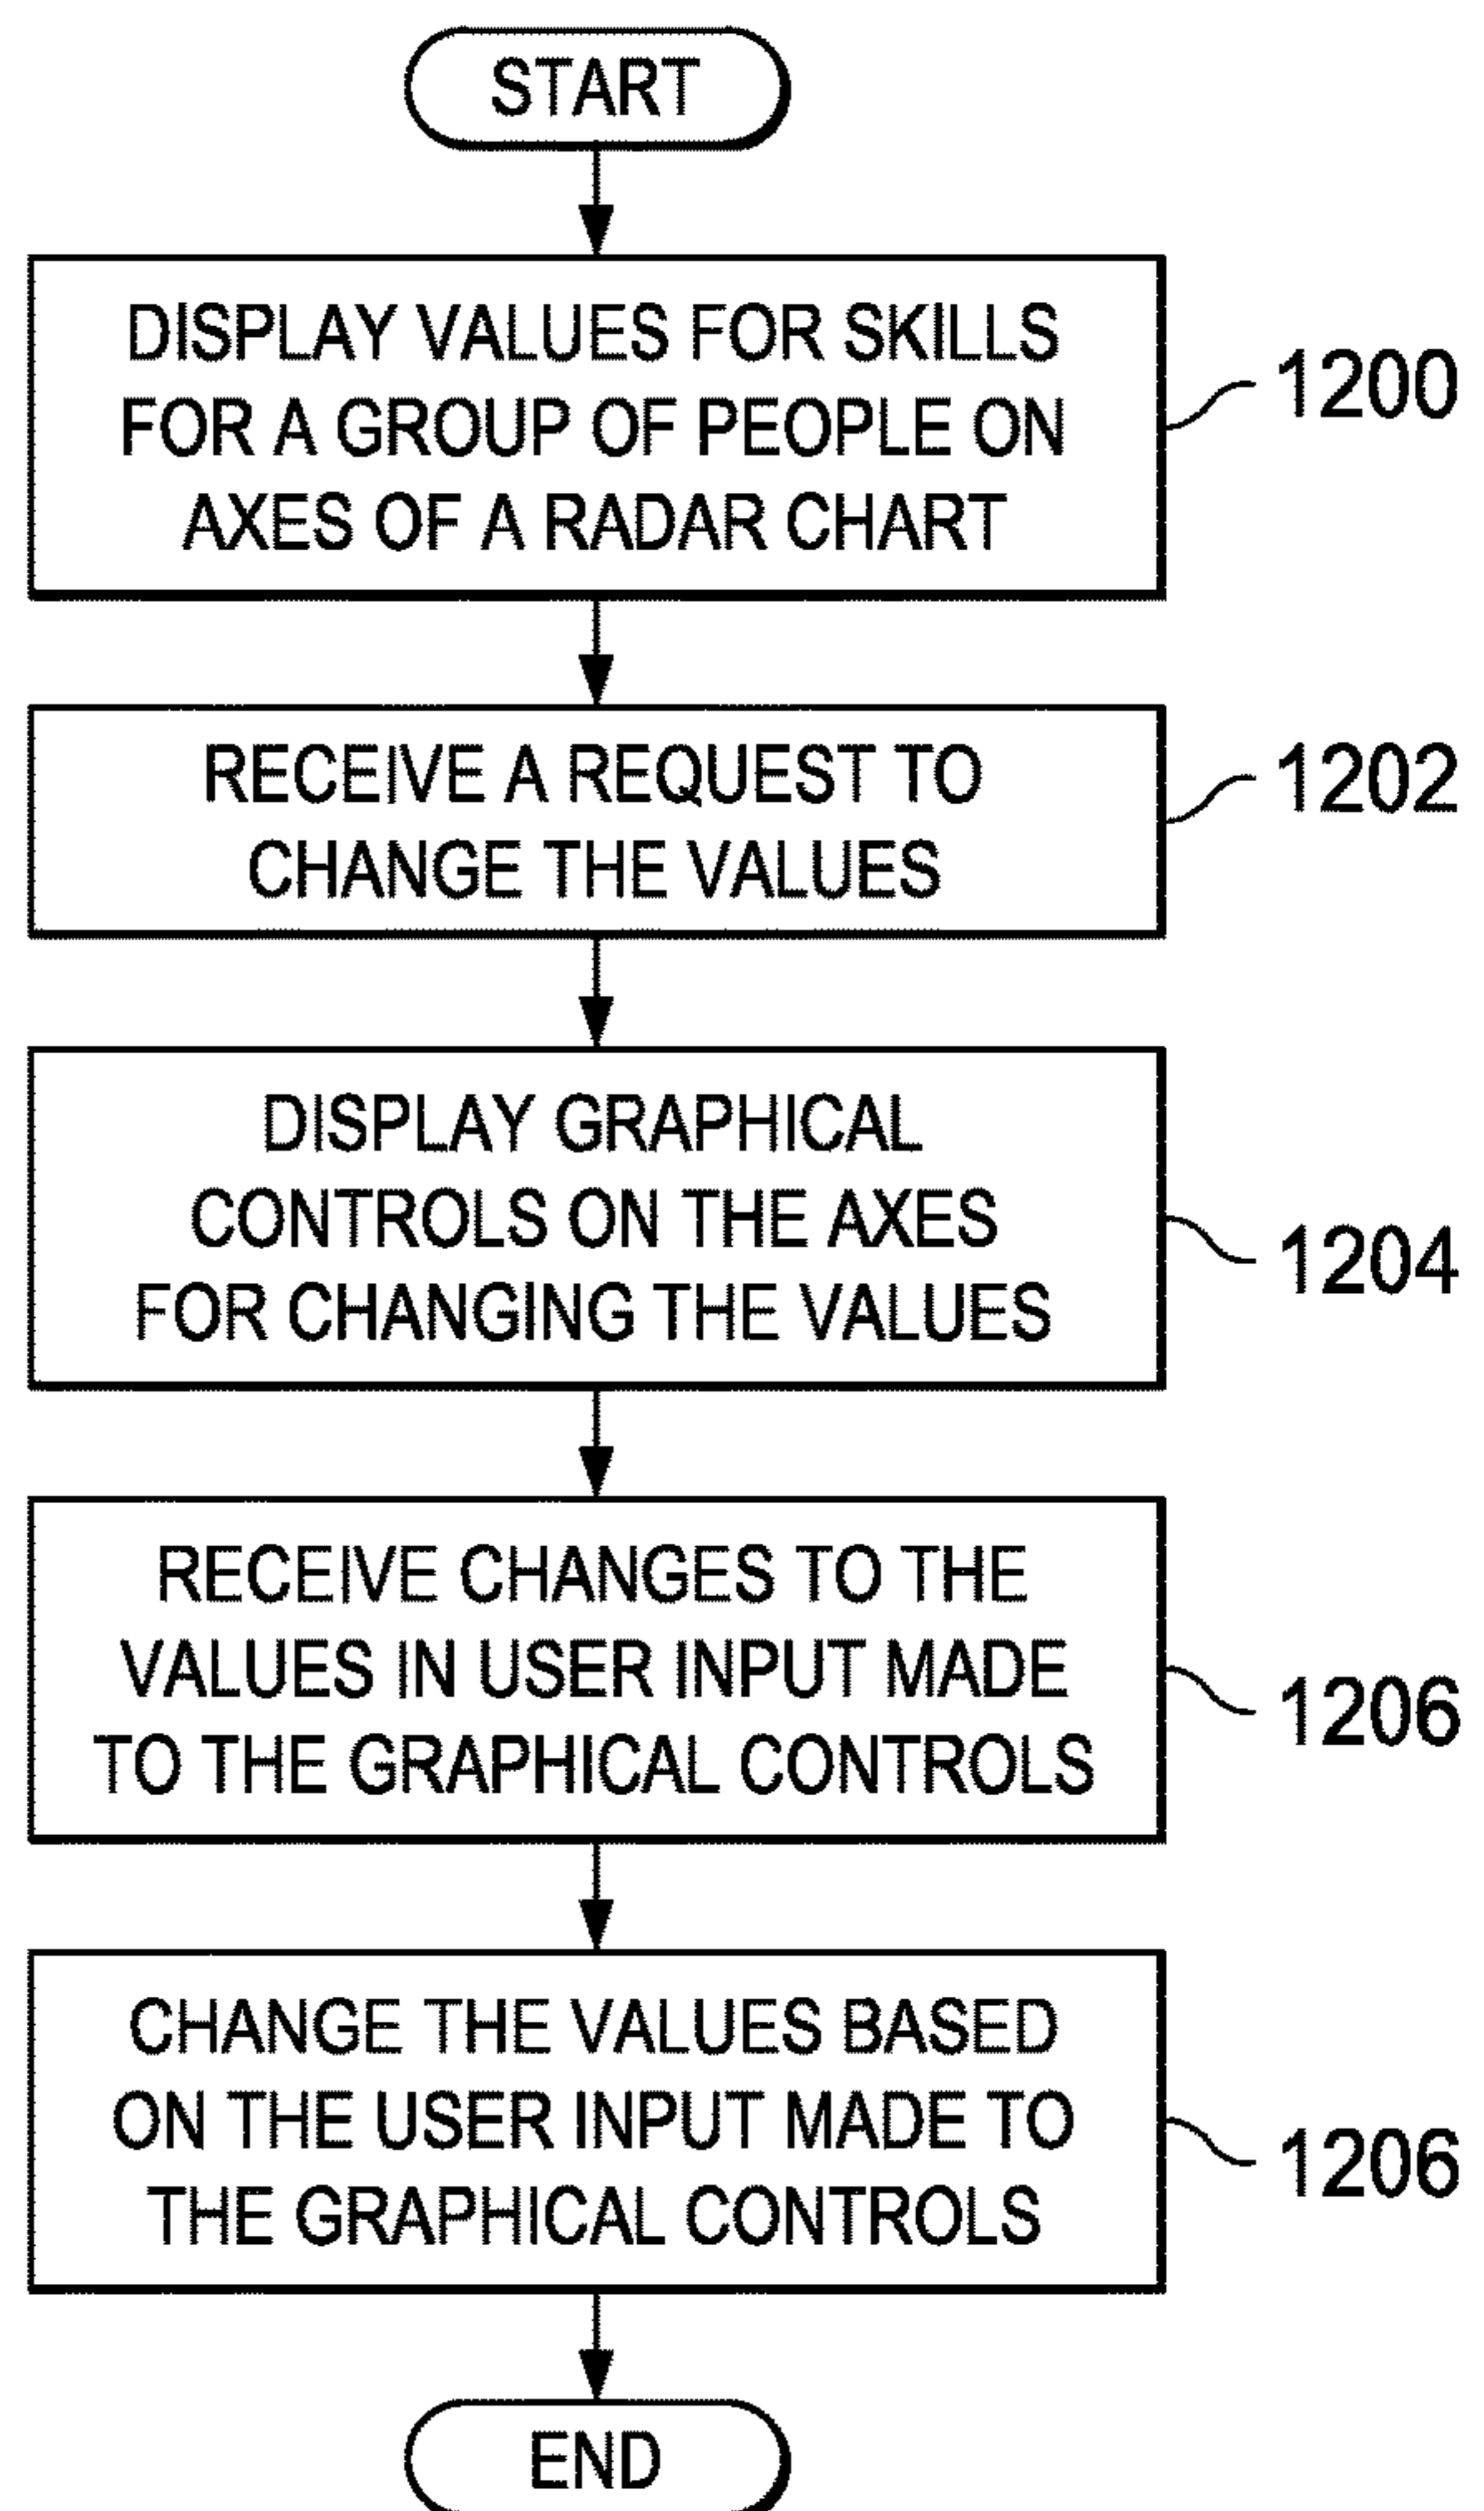 START
DISPLAY VALUES FOR SKILLS
FOR A GROUP OF PEOPLE ON
AXES OF A RADAR CHART
1200
RECEIVE A REQUEST TO
CHANGE THE VALUES
1202
DISPLAY GRAPHICAL
CONTROLS ON THE AXES
FOR CHANGING THE VALUES
1204
RECEIVE CHANGES TO THE
VALUES IN USER INPUT MADE
TO THE GRAPHICAL CONTROLS
1206
CHANGE THE VALUES BASED
ON THE USER INPUT MADE TO
THE GRAPHICAL CONTROLS
1206
END